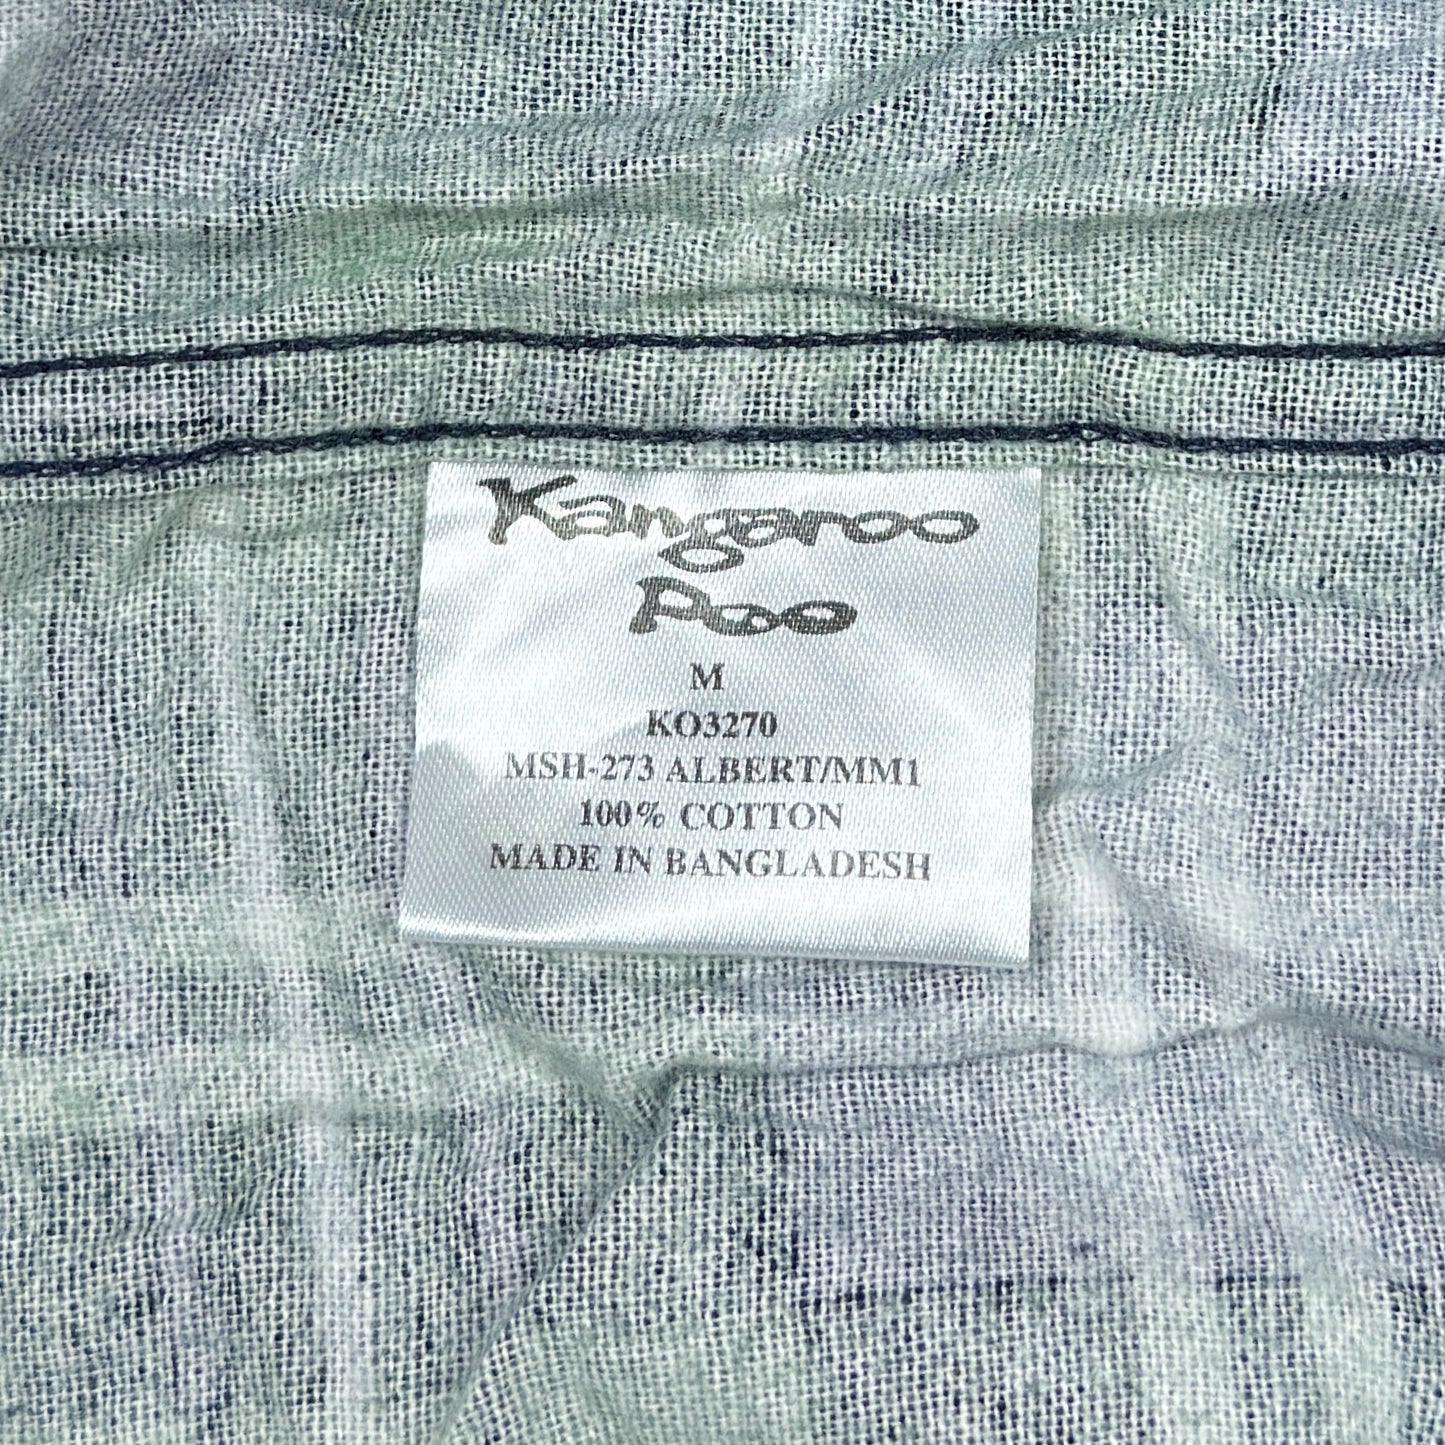 Kangaroo
Poo
M
KO3270
MSH-273 ALBERT/MM1
100% COTTON
MADE IN BANGLADESH